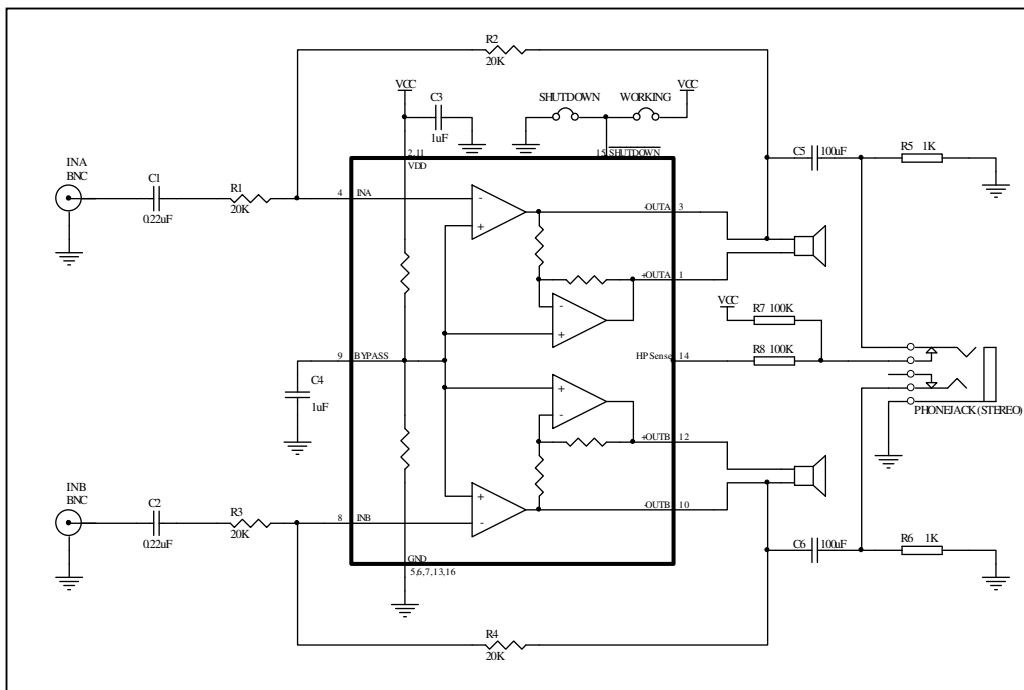 R2
20K
VCC
C3
1uF
SHUTDOWN
WORKING
VCC
INA
BNC
C1
0.22uF
R1
20K
2,11
VDD
15
SHUTDOWN
C5
100uF
R5 1K
4
INA
-
+
-OUTA
3
+OUTA
1
-
+
VCC
R7 100K
R8 100K
HP Sense
14
9
BYPASS
C4
1uF
+
-
PHONEJACK (STEREO)
+OUTB
12
INB
BNC
C2
0.22uF
R3
20K
8
INB
+
-
-OUTB
10
C6
100uF
R6 1K
GND
5,6,7,13,16
R4
20K